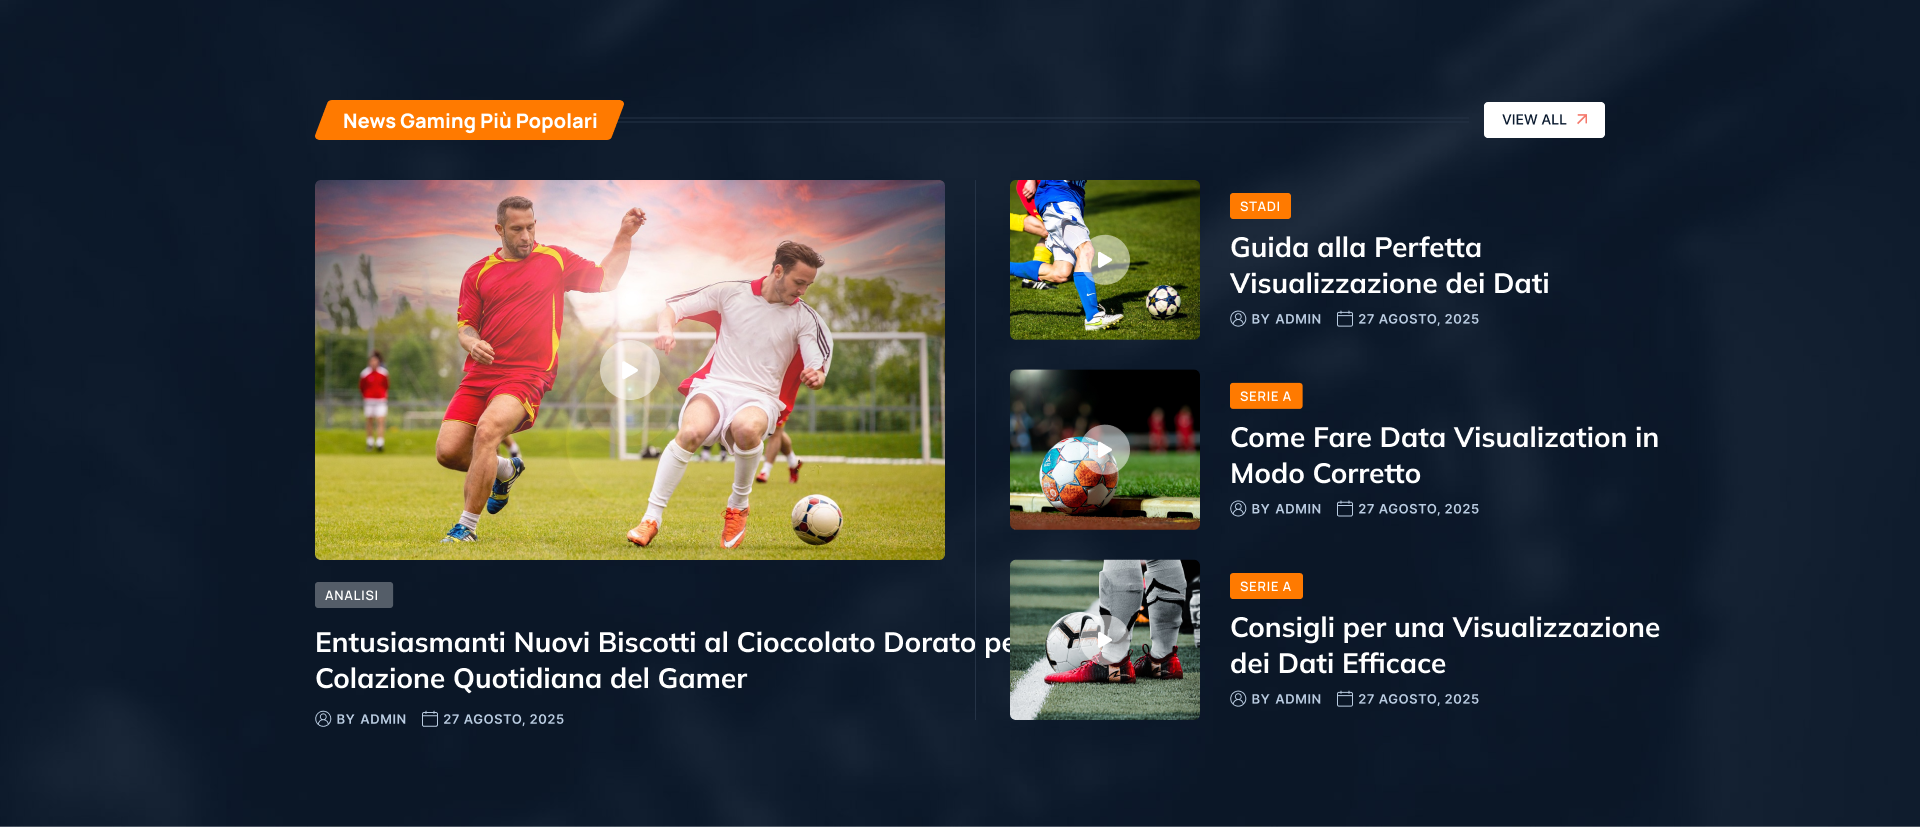 News Gaming Più Popolari
VIEW ALL
ANALISI
Entusiasmanti Nuovi Biscotti al Cioccolato Dorato
Colazione Quotidiana del Gamer
BY ADMIN 27 AGOSTO, 2025
STADI
Guida alla Perfetta
Visualizzazione dei Dati
BY ADMIN 27 AGOSTO, 2025
SERIE A
Come Fare Data Visualization in
Modo Corretto
BY ADMIN 27 AGOSTO, 2025
SERIE A
Consigli per una Visualizzazione
dei Dati Efficace
BY ADMIN 27 AGOSTO, 2025